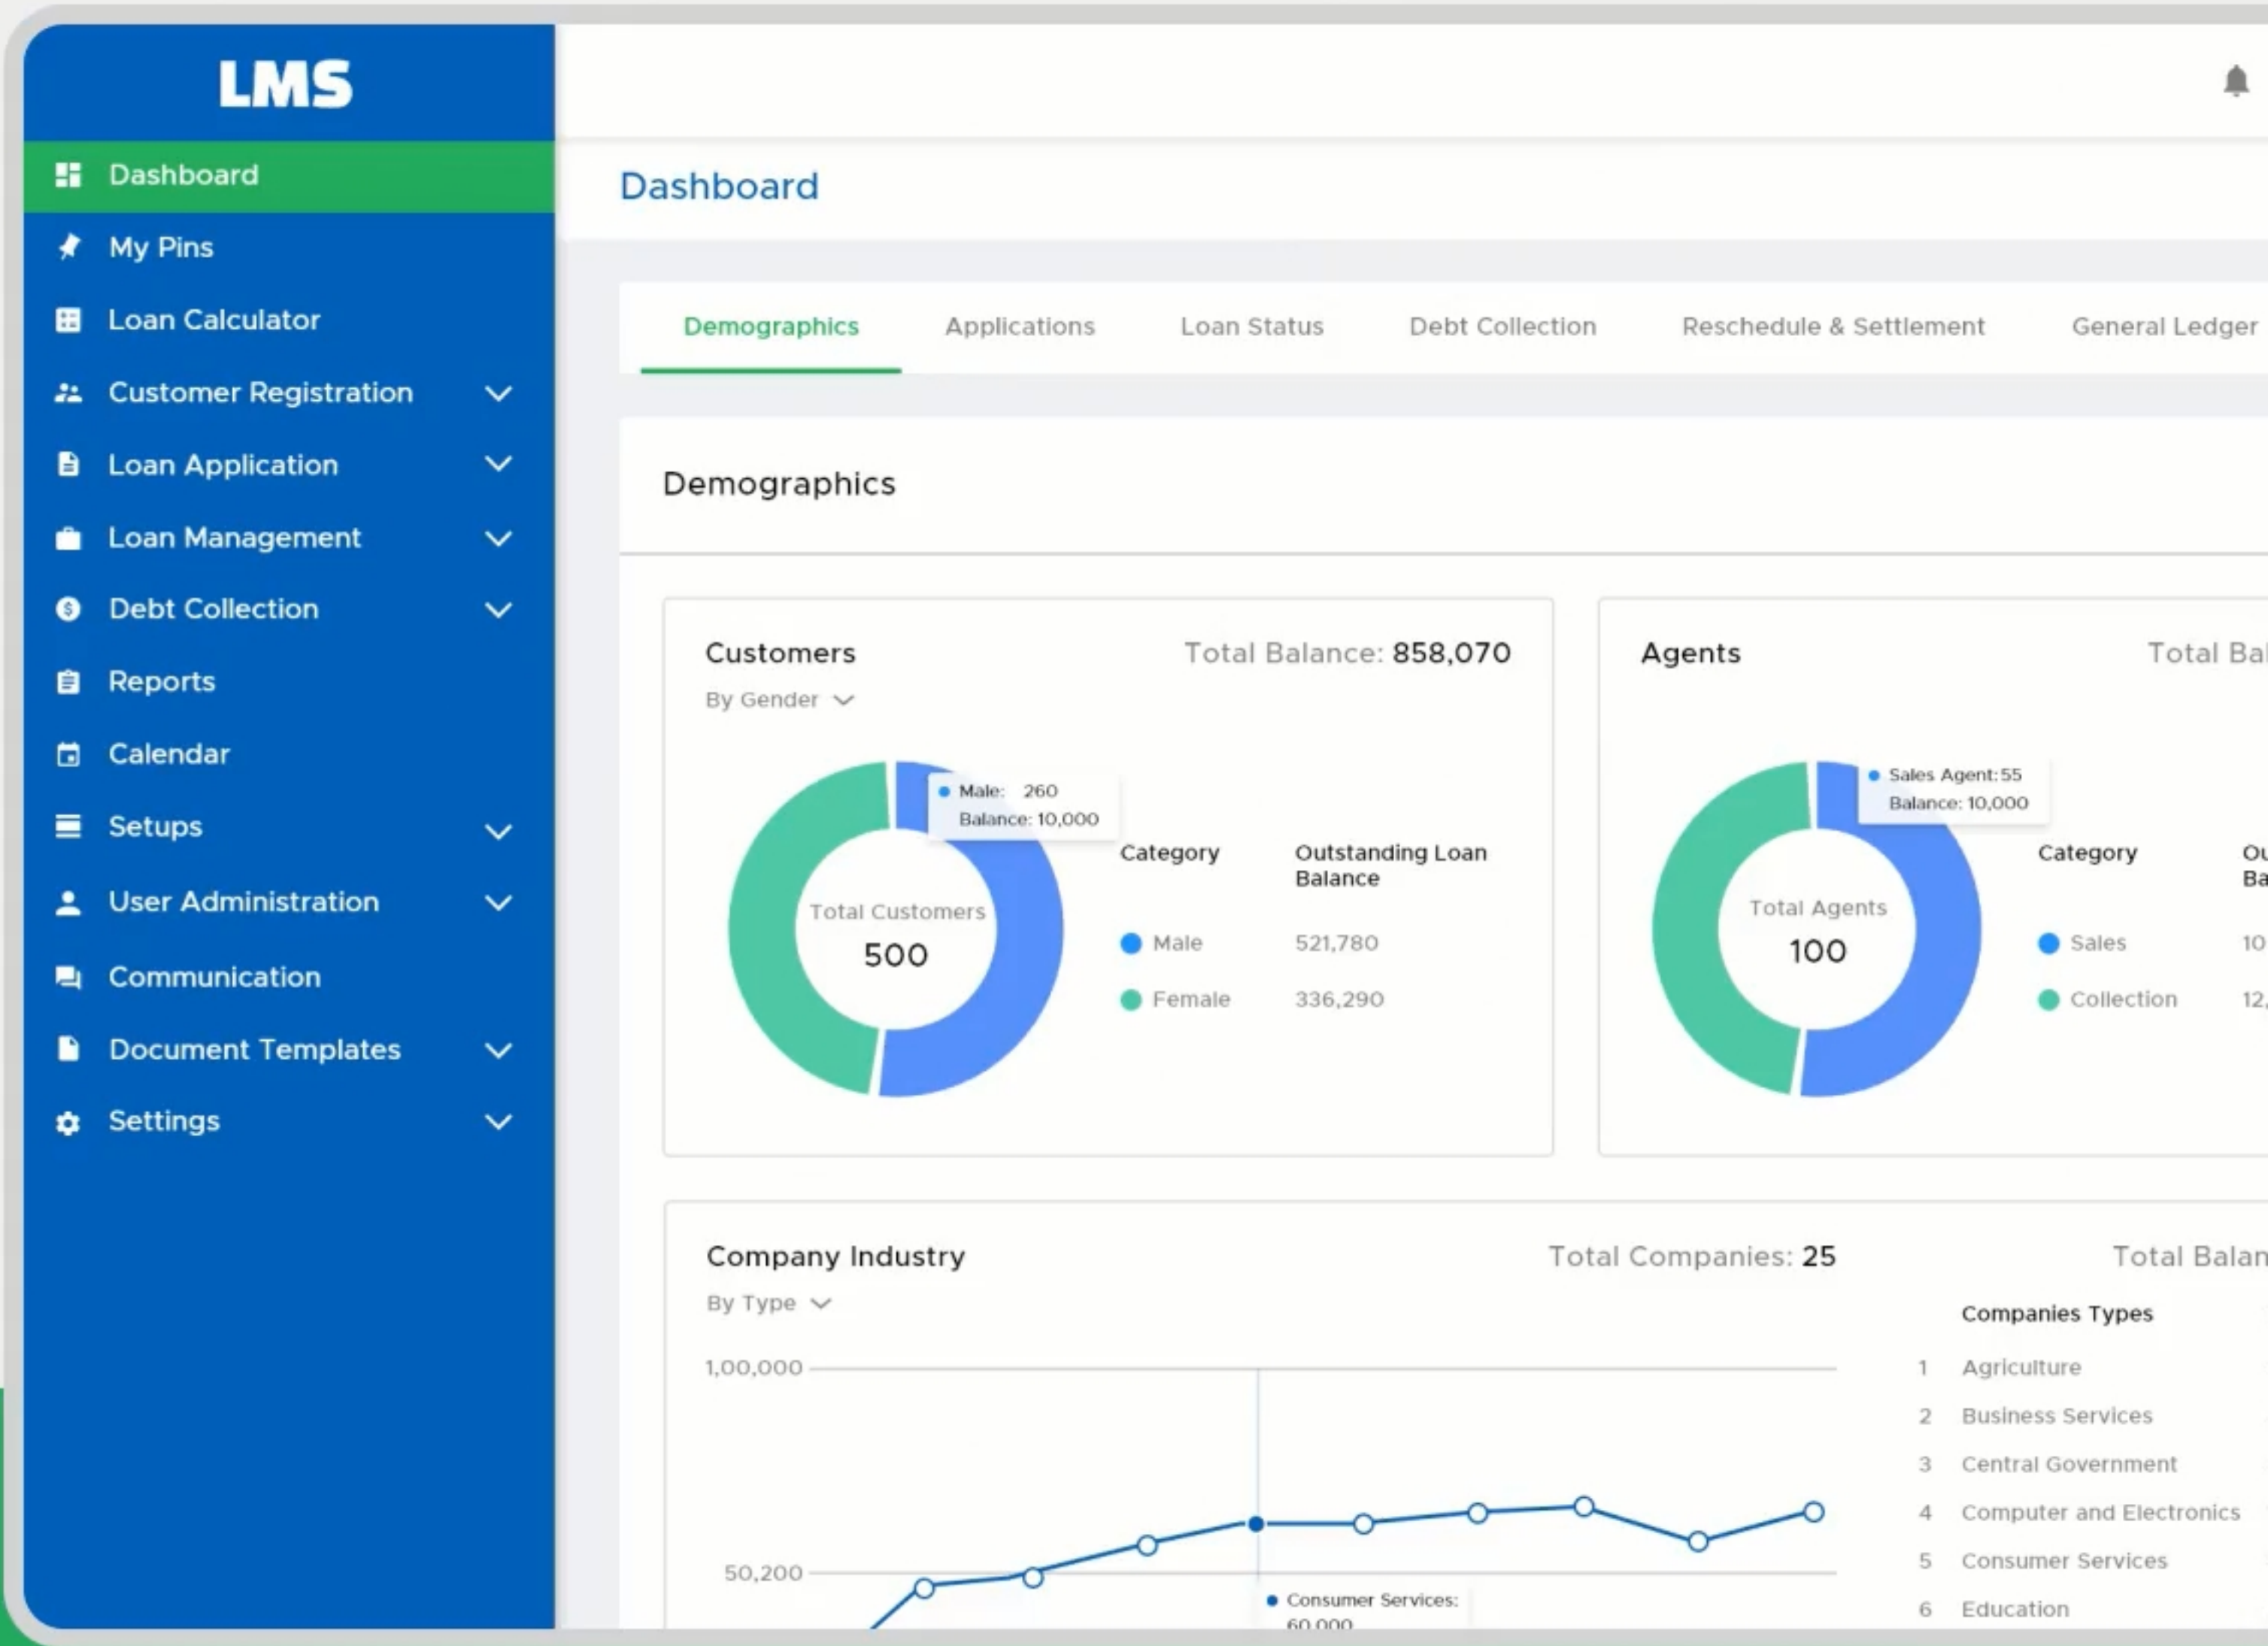 LMS
Dashboard
My Pins
Loan Calculator
Customer Registration
Loan Application
Loan Management
Debt Collection
Reports
Calendar
Setups
User Administration
Communication
Document Templates
Settings
Dashboard
Demographics Applications Loan Status Debt Collection Reschedule & Settlement General Ledger
Demographics
Customers Total Balance: 858,070
By Gender
Male: 260
Balance: 10,000
Total Customers
500
Category Outstanding Loan
Balance
Male 521,780
Female 336,290
Agents Total
Sales Agent: 55
Balance: 10,000
Total Agents
100
Category
Sales
Collection
Company Industry Total Companies: 25
By Type
1,00,000
50,200
Consumer Services:
60,000
Total
Companies Types
1 Agriculture
2 Business Services
3 Central Government
4 Computer and Electronics
5 Consumer Services
6 Education